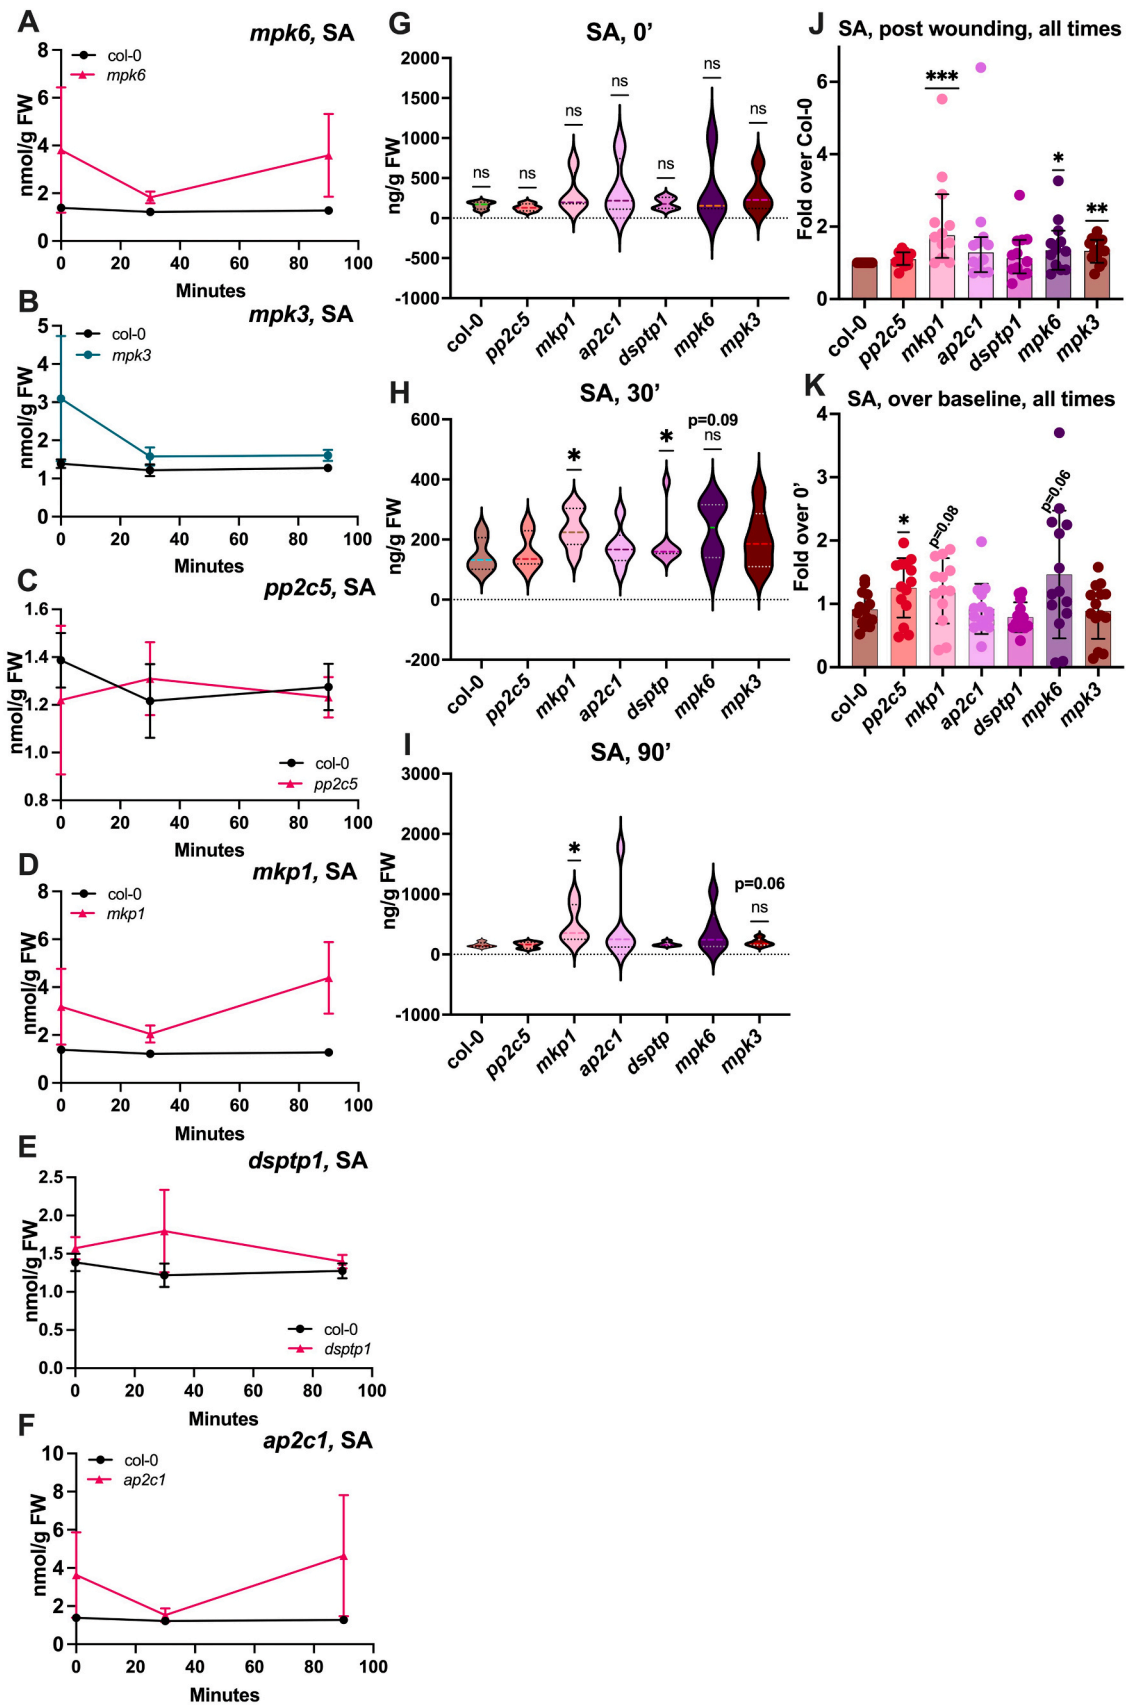 A
mpk6, SA
nmol/g FW
8
6
4
2
0
col-0
mpk6
0 20 40 60 80 100
Minutes
B
mpk3, SA
nmol/g FW
5
4
3
2
1
0
col-0
mpk3
0 20 40 60 80 100
Minutes
C
pp2c5, SA
nmol/g FW
1.6
1.4
1.2
1.0
0.8
col-0
pp2c5
0 20 40 60 80 100
Minutes
D
mkp1, SA
nmol/g FW
8
6
4
2
0
col-0
mkp1
0 20 40 60 80 100
Minutes
E
dsptp1, SA
nmol/g FW
2.5
2.0
1.5
1.0
0.5
0.0
col-0
dsptp1
0 20 40 60 80 100
Minutes
F
ap2c1, SA
nmol/g FW
10
8
6
4
2
0
col-0
ap2c1
0 20 40 60 80 100
Minutes
G
SA, 0’
ng/g FW
2000
1500
1000
500
0
-500
-1000
ns ns ns ns ns ns ns
col-0 pp2c5 mkp1 ap2c1 dsptp1 mpk6 mpk3
H
SA, 30’
ng/g FW
600
400
200
0
-200
* * p=0.09
ns
col-0 pp2c5 mkp1 ap2c1 dsptp mpk6 mpk3
I
SA, 90’
ng/g FW
3000
2000
1000
0
-1000
* p=0.06
ns
col-0 pp2c5 mkp1 ap2c1 dsptp mpk6 mpk3
J
SA, post wounding, all times
Fold over Col-0
6
4
2
0
*** * **
col-0 pp2c5 mkp1 ap2c1 dsptp1 mpk6 mpk3
K
SA, over baseline, all times
Fold over 0’
4
3
2
1
0
* p=0.08 p=0.06
col-0 pp2c5 mkp1 ap2c1 dsptp1 mpk6 mpk3